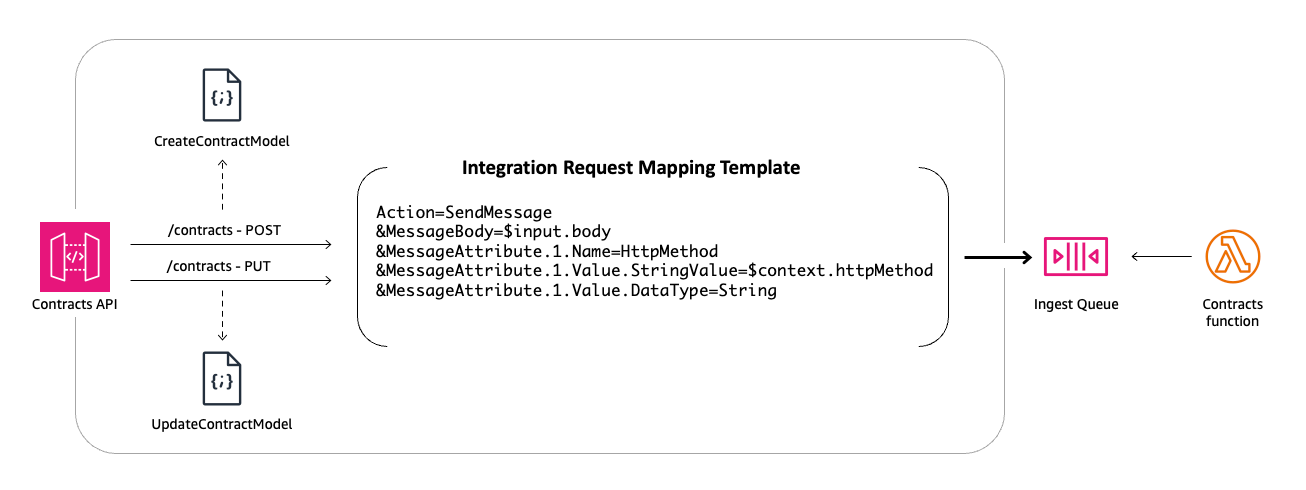 {;}
CreateContractModel
Integration Request Mapping Template
Action=SendMessage
&MessageBody=$input.body
&MessageAttribute.1.Name=HttpMethod
&MessageAttribute.1.Value.StringValue=$context.httpMethod
&MessageAttribute.1.Value.DataType=String
/contracts - POST
/contracts - PUT
</>
Contracts API
{;}
UpdateContractModel
Ingest Queue
Contracts
function